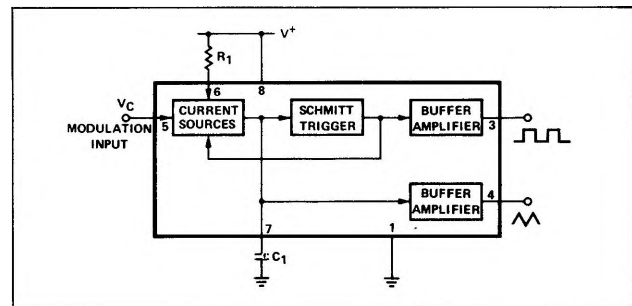 V+
R1
6
8
VC
MODULATION
INPUT
5
CURRENT
SOURCES
SCHMITT
TRIGGER
BUFFER
AMPLIFIER
3
BUFFER
AMPLIFIER
4
7
1
C1